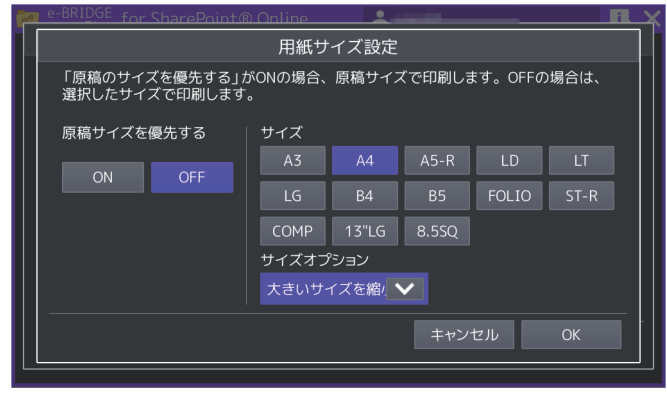 e-BRIDGE for SharePoint® Online
用紙サイズ設定
「原稿のサイズを優先する」がONの場合、原稿サイズで印刷します。OFFの場合は、
選択したサイズで印刷します。
原稿サイズを優先する
ON OFF
サイズ
A3 A4 A5-R LD LT
LG B4 B5 FOLIO ST-R
COMP 13"LG 8.5SQ
サイズオプション
大きいサイズを縮
キャンセル OK